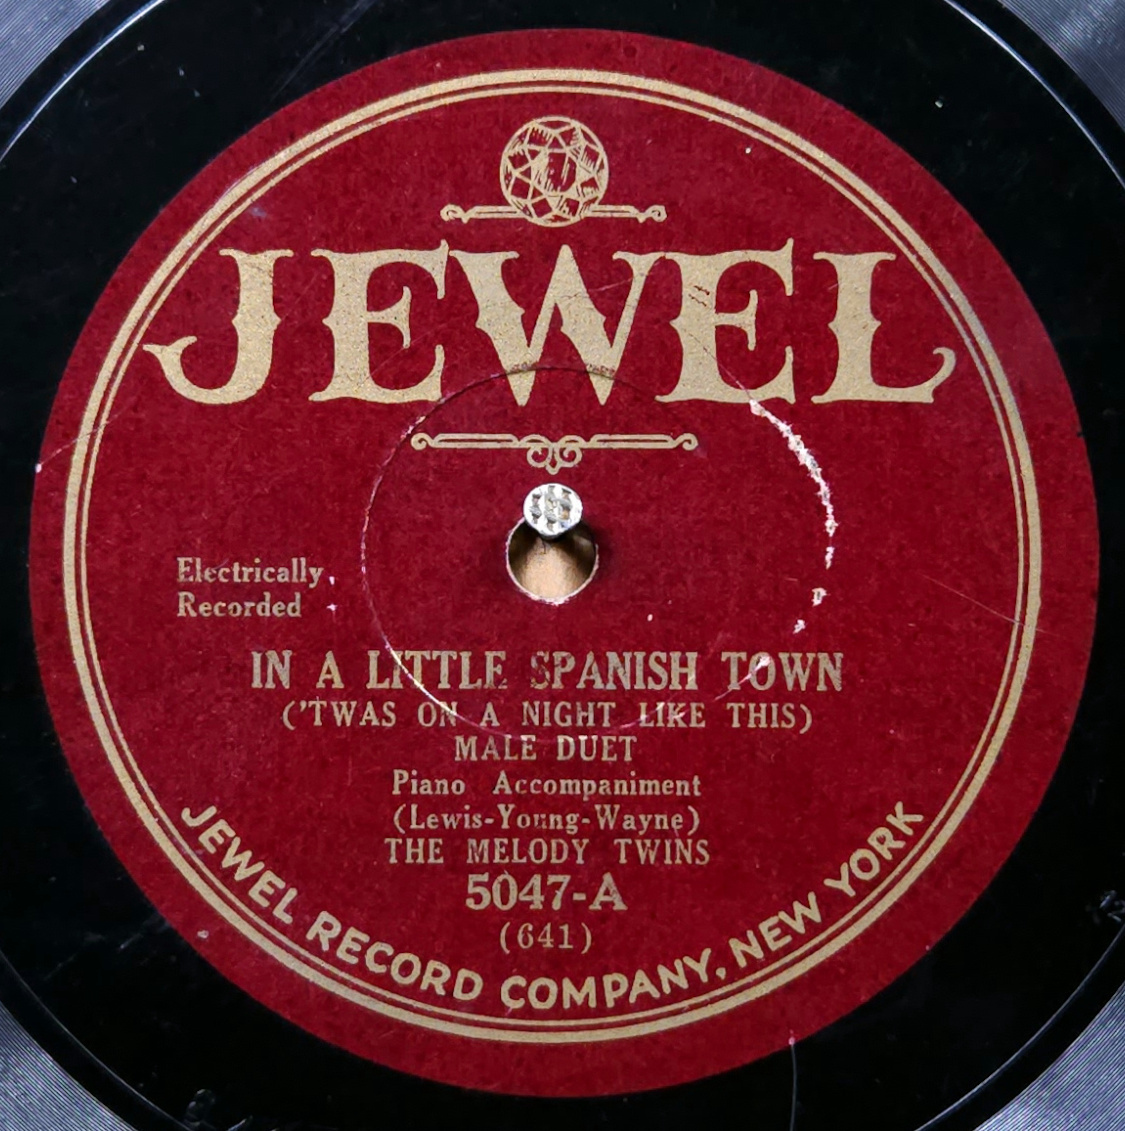 JEWEL
Electrically
Recorded
IN A LITTLE SPANISH TOWN
('TWAS ON A NIGHT LIKE THIS)
MALE DUET
Piano Accompaniment
(Lewis-Young-Wayne)
THE MELODY TWINS
5047-A
(641)
JEWEL RECORD COMPANY, NEW YORK